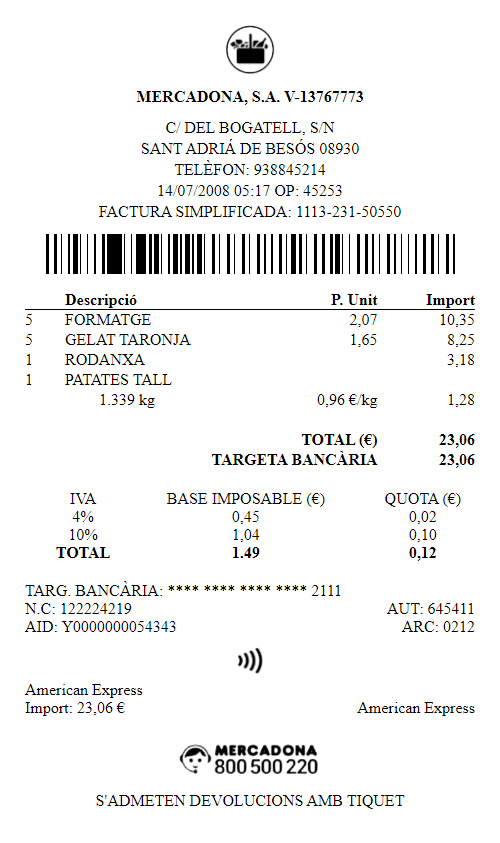 MERCADONA, S.A. V-13767773
C/ DEL BOGATELL, S/N
SANT ADRIÁ DE BESÓS 08930
TELÈFON: 938845214
14/07/2008 05:17 OP: 45253
FACTURA SIMPLIFICADA: 1113-231-50550
Descripció P. Unit Import
5 FORMATGE 2,07 10,35
5 GELAT TARONJA 1,65 8,25
1 RODANXA 3,18
1 PATATES TALL
1.339 kg 0,96 €/kg 1,28
TOTAL (€) 23,06
TARGETA BANCÀRIA 23,06
IVA BASE IMPOSABLE (€) QUOTA (€)
4% 0,45 0,02
10% 1,04 0,10
TOTAL 1.49 0,12
TARG. BANCÀRIA: **** **** **** **** 2111
N.C: 122224219 AUT: 645411
AID: Y0000000054343 ARC: 0212
American Express
Import: 23,06 € American Express
MERCADONA
800 500 220
S'ADMETEN DEVOLUCIONS AMB TIQUET